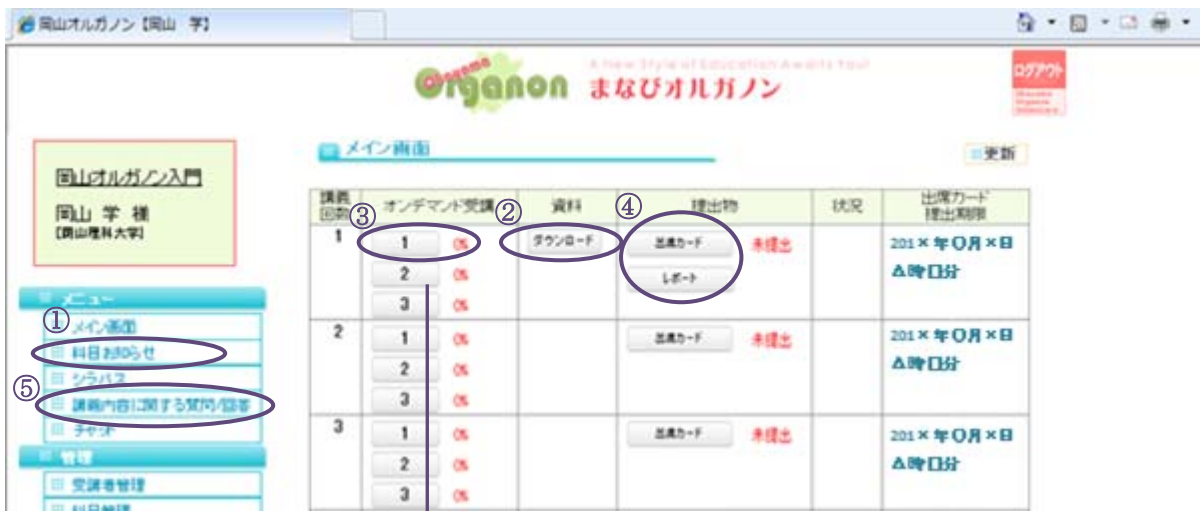 岡山オルガノン【岡山 学】
Okayama Organon
A New Style of Education Awaits You!
まなびオルガノン
ログアウト
岡山オルガノン入門
岡山 学 様
【岡山理科大学】
メイン画面
更新
メニュー
① メイン画面
科目お知らせ
シラバス
⑤ 講義内容に関する質問/回答
チャット
管理
受講者管理
科目管理
講義回数 ③ オンデマンド受講 ② 資料 ④ 提出物 状況 出席カード提出期限
1 1 0% ダウンロード 出席カード 未提出 201×年〇月×日
2 0% レポート △時□分
3 0%
2 1 0% 出席カード 未提出 201×年〇月×日
2 0% △時□分
3 0%
3 1 0% 出席カード 未提出 201×年〇月×日
2 0% △時□分
3 0%